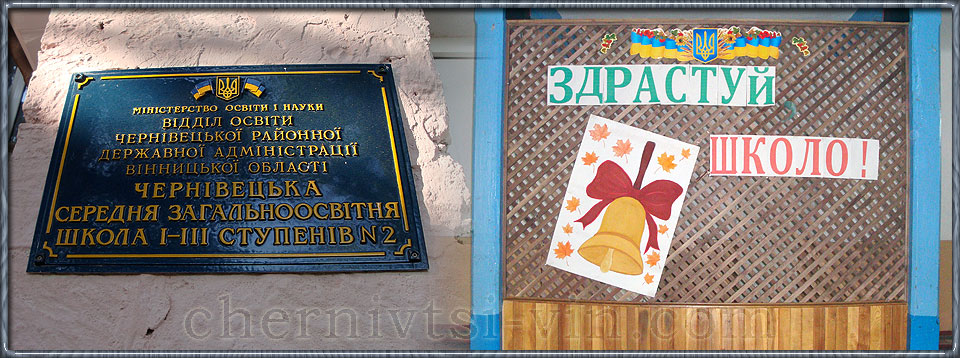 МІНІСТЕРСТВО ОСВІТИ І НАУКИ
ВІДДІЛ ОСВІТИ
ЧЕРНІВЕЦЬКОЇ РАЙОННОЇ
ДЕРЖАВНОЇ АДМІНІСТРАЦІЇ
ВІННИЦЬКОЇ ОБЛАСТІ
ЧЕРНІВЕЦЬКА
СЕРЕДНЯ ЗАГАЛЬНООСВІТНЯ
ШКОЛА І-ІІІ СТУПЕНІВ N2
ЗДРАСТУЙ
ШКОЛО!
chernivtsi-vin.com